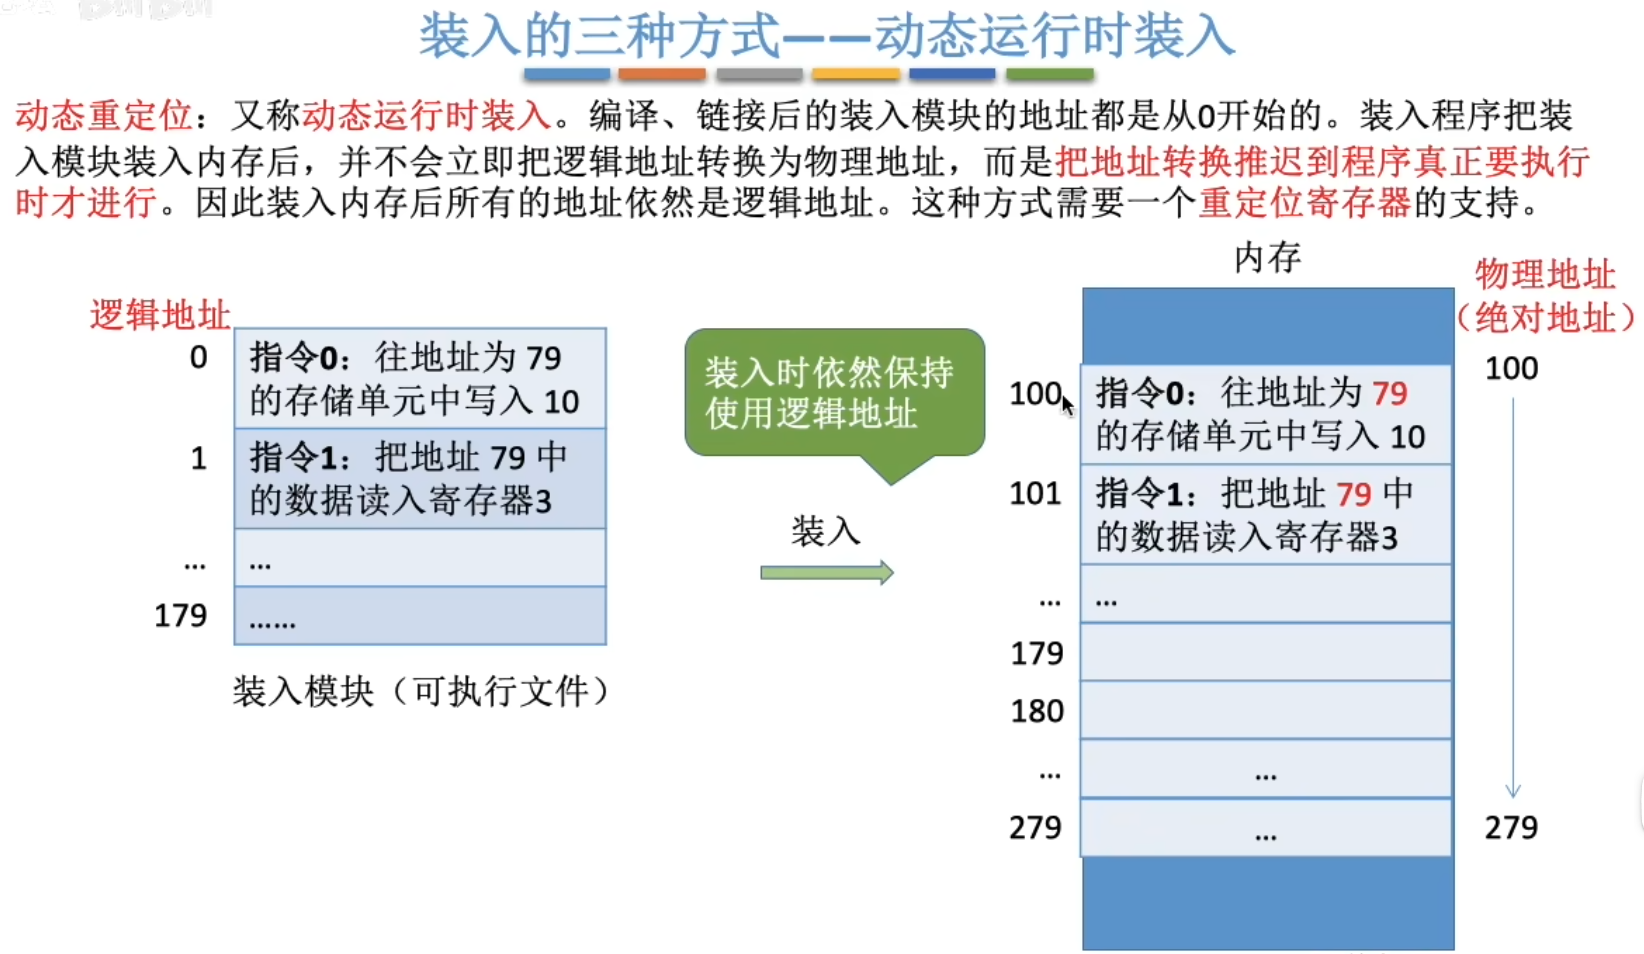 装入的三种方式——动态运行时装入
动态重定位：又称动态运行时装入。编译、链接后的装入模块的地址都是从0开始的。装入程序把装
入模块装入内存后，并不会立即把逻辑地址转换为物理地址，而是把地址转换推迟到程序真正要执行
时才进行。因此装入内存后所有的地址依然是逻辑地址。这种方式需要一个重定位寄存器的支持。
逻辑地址
0
指令0：往地址为 79
的存储单元中写入 10
1
指令1：把地址 79 中
的数据读入寄存器3
...
...
179
......
装入模块（可执行文件）
装入时依然保持
使用逻辑地址
装入
内存
物理地址
（绝对地址）
100
100
指令0：往地址为 79
的存储单元中写入 10
101
指令1：把地址 79 中
的数据读入寄存器3
...
...
179
180
...
...
279
...
279